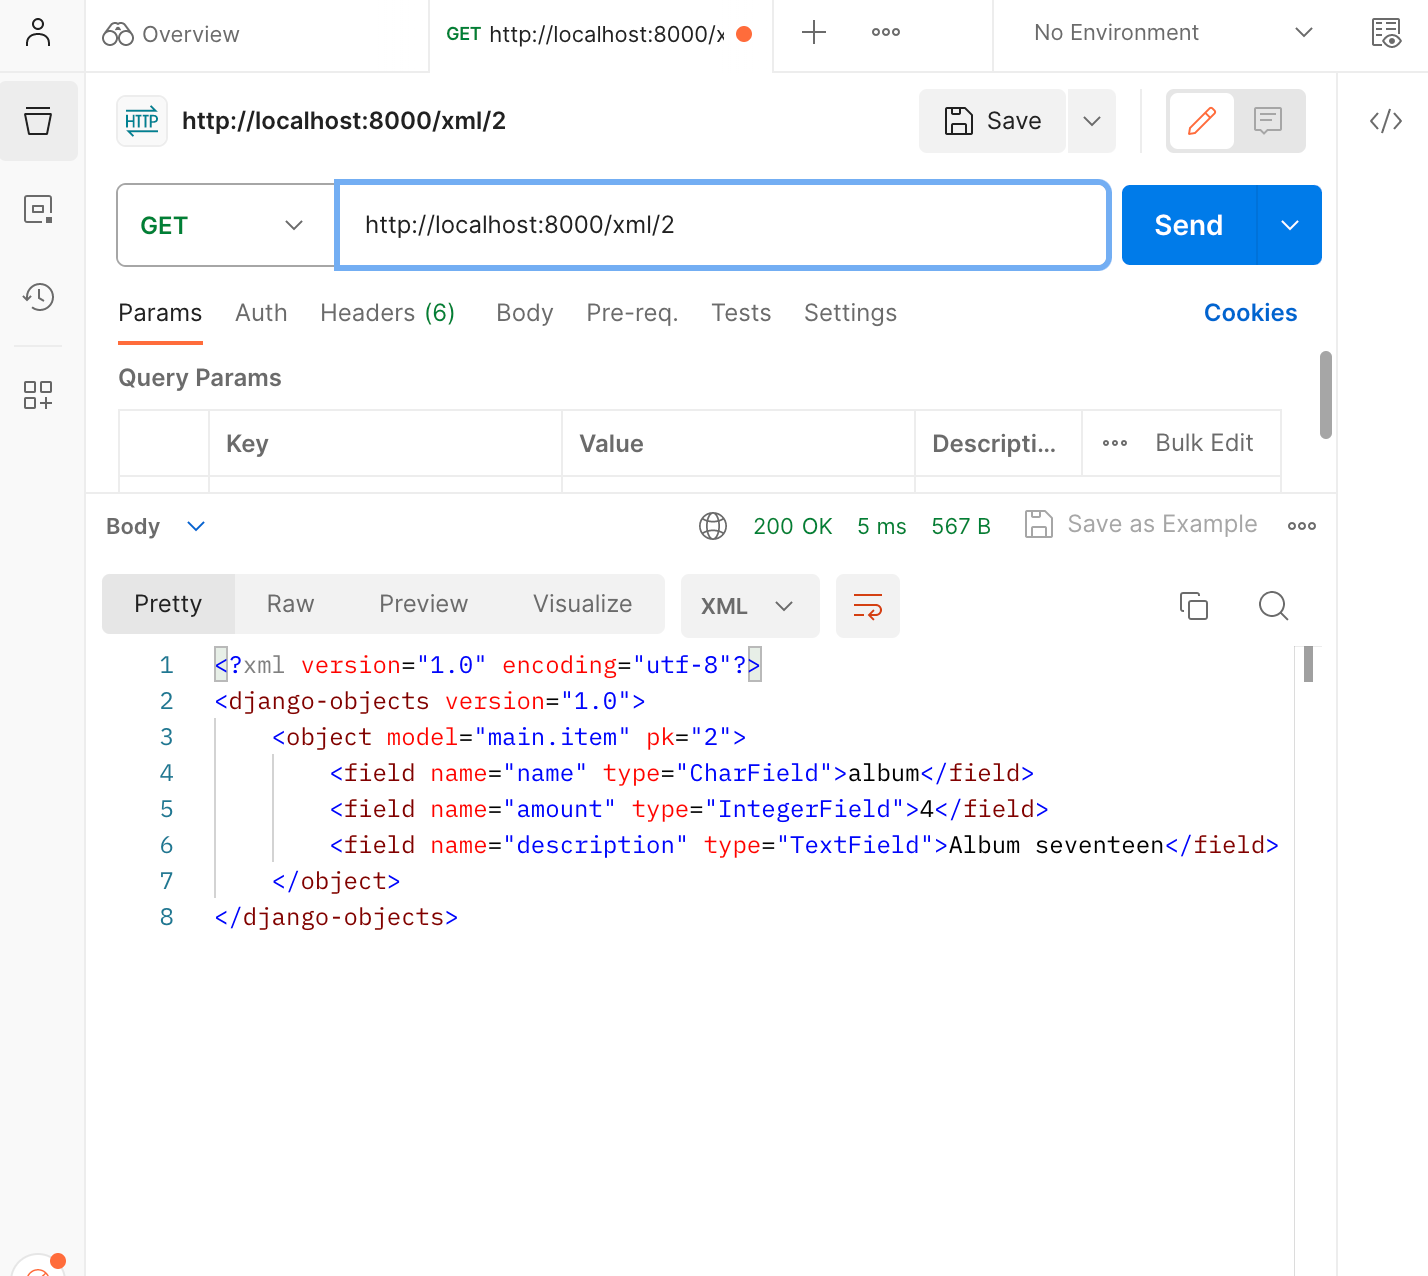 Overview
GET http://localhost:8000/x
No Environment
HTTP http://localhost:8000/xml/2
Save
GET
http://localhost:8000/xml/2
Send
Params Auth Headers (6) Body Pre-req. Tests Settings Cookies
Query Params
Key Value Descripti... Bulk Edit
Body 200 OK 5 ms 567 B Save as Example
Pretty Raw Preview Visualize XML
1 <?xml version="1.0" encoding="utf-8"?>
2 <django-objects version="1.0">
3 <object model="main.item" pk="2">
4 <field name="name" type="CharField">album</field>
5 <field name="amount" type="IntegerField">4</field>
6 <field name="description" type="TextField">Album seventeen</field>
7 </object>
8 </django-objects>